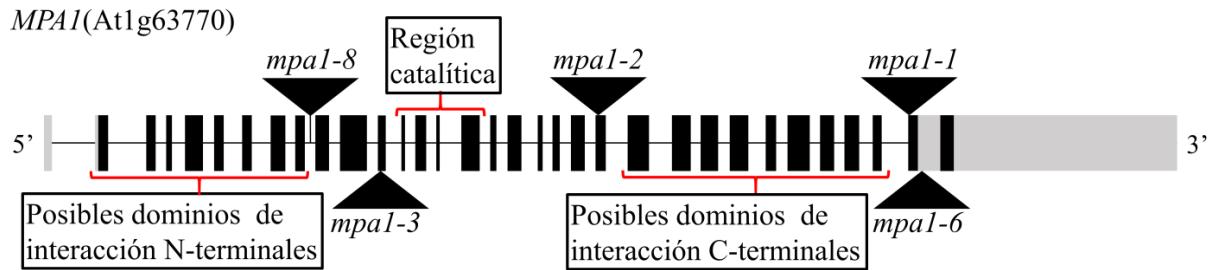 MPA1(At1g63770)
mpa1-8
Región
catalítica
mpa1-2
mpa1-1
5’
3’
Posibles dominios de
interacción N-terminales
mpa1-3
Posibles dominios de
interacción C-terminales
mpa1-6